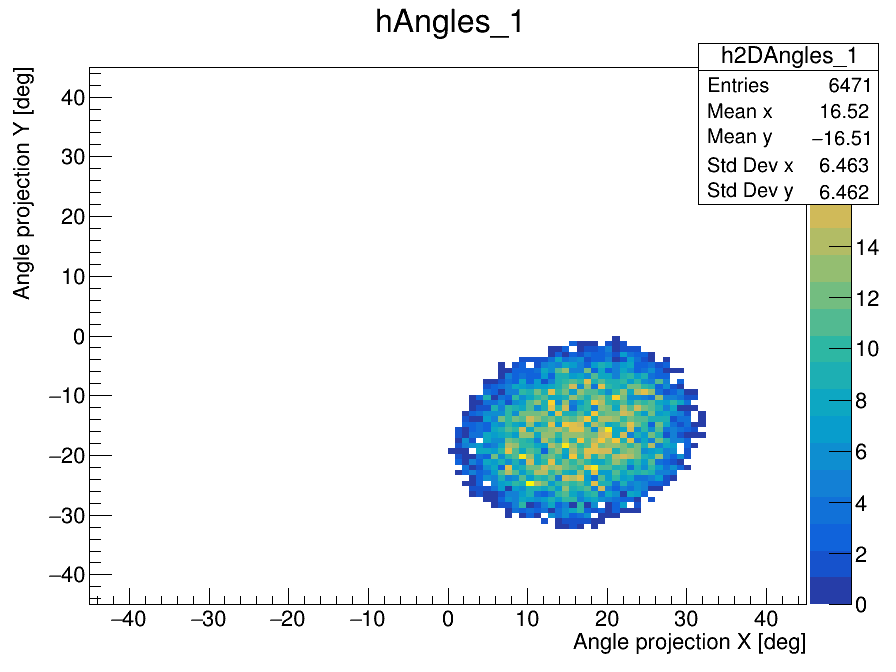 hAngles_1
h2DAngles_1
Entries 6471
Mean x 16.52
Mean y −16.51
Std Dev x 6.463
Std Dev y 6.462
Angle projection Y [deg]
40
30
20
10
0
−10
−20
−30
−40
14
12
10
8
6
4
2
0
−40 −30 −20 −10 0 10 20 30 40
Angle projection X [deg]